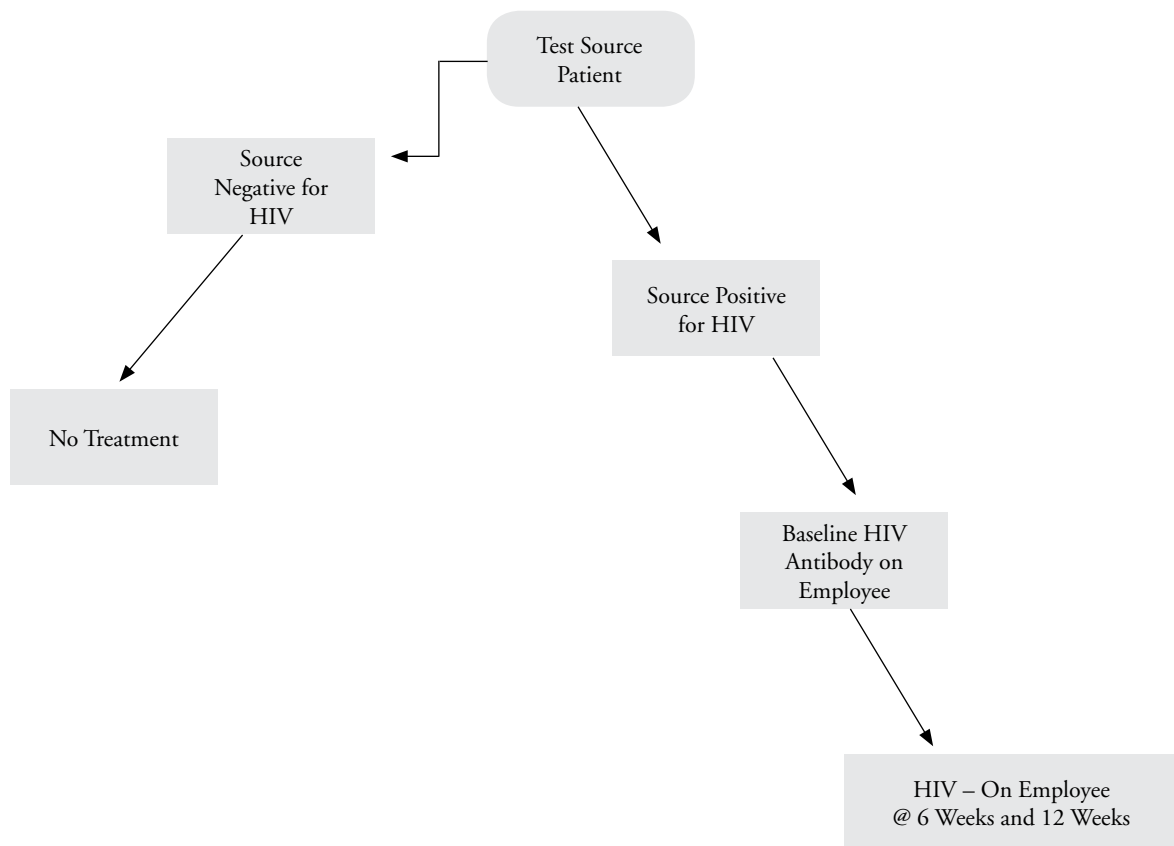 Test Source
Patient
Source
Negative for
HIV
Source Positive
for HIV
No Treatment
Baseline HIV
Antibody on
Employee
HIV – On Employee
@ 6 Weeks and 12 Weeks